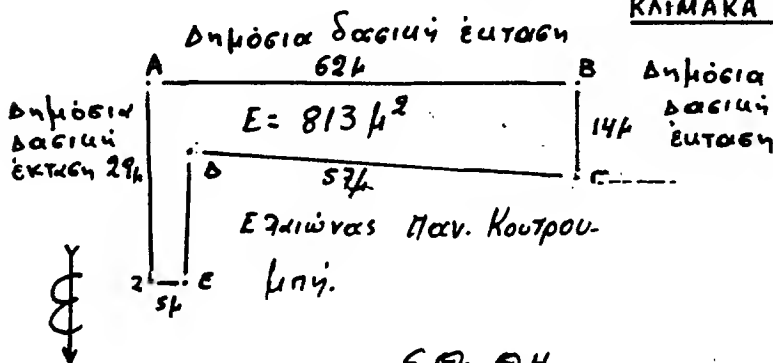 ΚΛΙΜΑΚΑ
Δημόσια δασική έκταση
Α 62μ Β
Δημόσια
Δασική
έκταση 29μ
Ε= 813 μ²
14μ
Δημόσια
Δασική
έκταση
Δ
57μ
Γ
Ελαιώνας Παν. Κουτρου-
μπή.
Ζ Ε
5μ